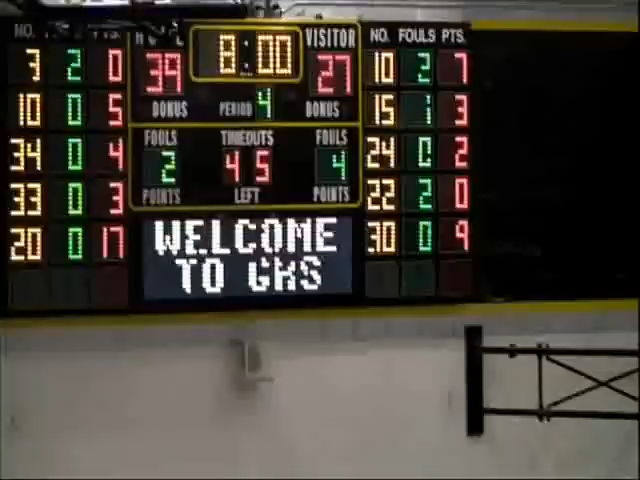 NO. PTS. 8:00 VISITOR NO. FOULS PTS.
3 2 0 39 27 10 2 7
10 0 5 BONUS PERIOD 4 BONUS 15 1 3
34 0 4 FOULS TIMEOUTS FOULS 24 0 2
33 0 3 2 4 5 4 22 2 0
POINTS LEFT POINTS
20 0 17 WELCOME 30 0 9
TO GHS